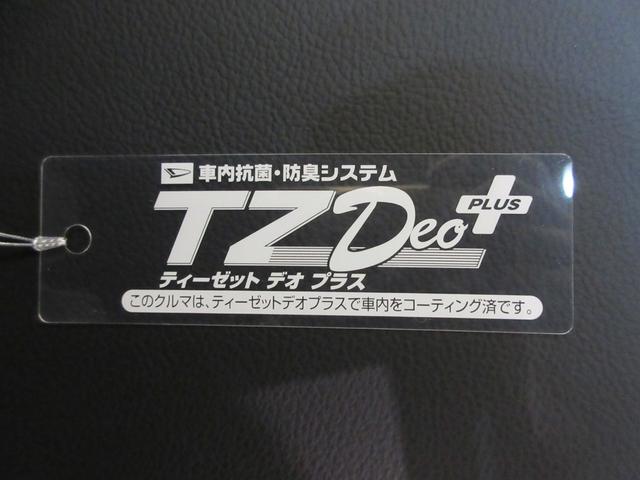 車内抗菌・防臭システム
TZ Deo PLUS
ティーゼット デオ プラス
このクルマは、ティーゼットデオプラスで車内をコーティング済です。